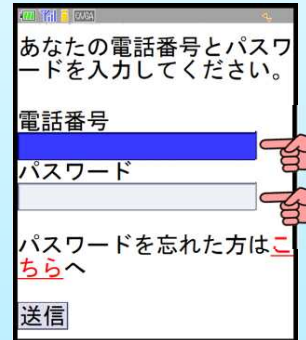 あなたの電話番号とパスワ
ードを入力してください。
電話番号
パスワード
パスワードを忘れた方はこ
ちらへ
送信